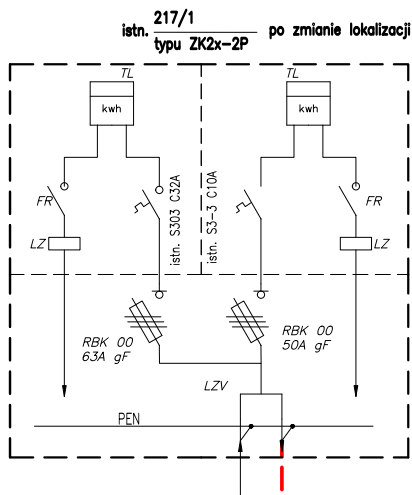 istn. 217/1 po zmianie lokalizacji
typu ZK2x-2P
TL
TL
kwh
kwh
FR
istn. S303 C32A
istn. S3-3 C10A
FR
LZ
LZ
RBK 00
63A gF
RBK 00
50A gF
LZV
PEN